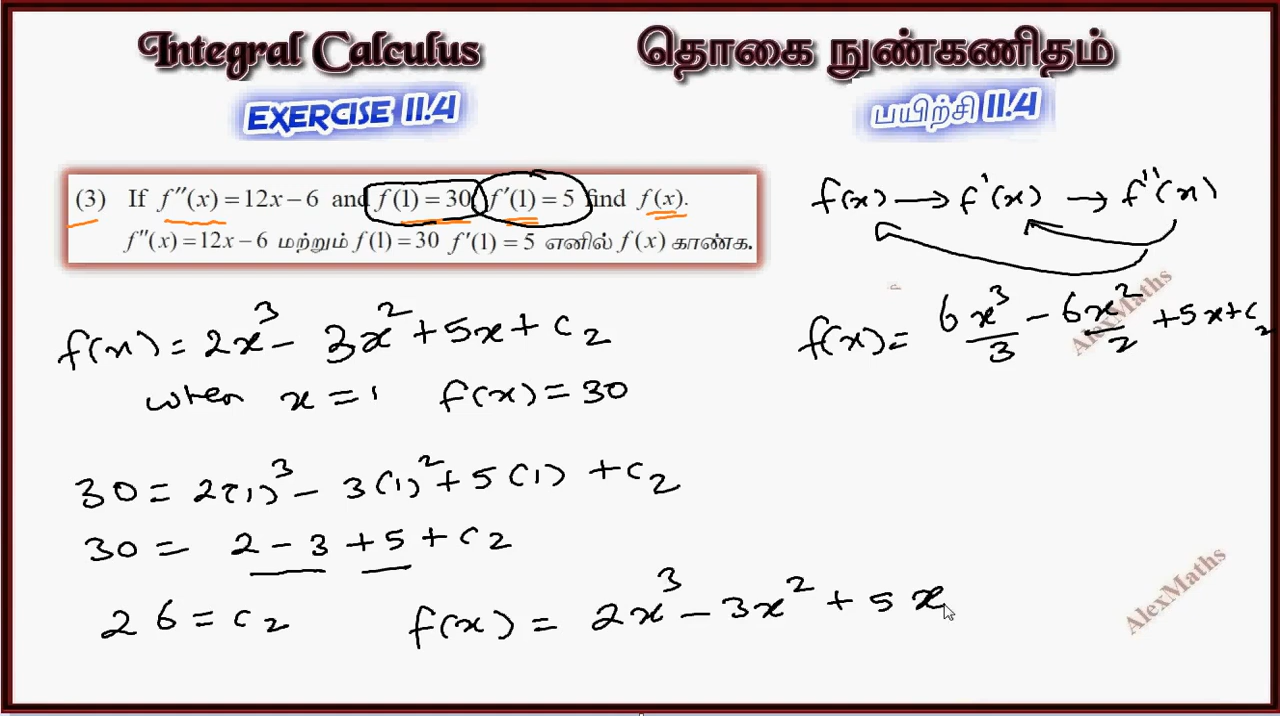 Integral Calculus
தொகை நுண்கணிதம்
EXERCISE 11.4
பயிற்சி 11.4
(3) If f″(x) = 12x − 6 and f(1) = 30 f′(1) = 5 find f(x).
f″(x) = 12x − 6 மற்றும் f(1) = 30 f′(1) = 5 எனில் f(x) காண்க.
f(x) → f'(x) → f''(x)
f(x) = 6x³/3 − 6x²/2 + 5x + c₂
AlexMaths
f(x) = 2x³ − 3x² + 5x + c₂
when x = 1 f(x) = 30
30 = 2(1)³ − 3(1)² + 5(1) + c₂
30 = 2 − 3 + 5 + c₂
26 = c₂ f(x) = 2x³ − 3x² + 5x
AlexMaths